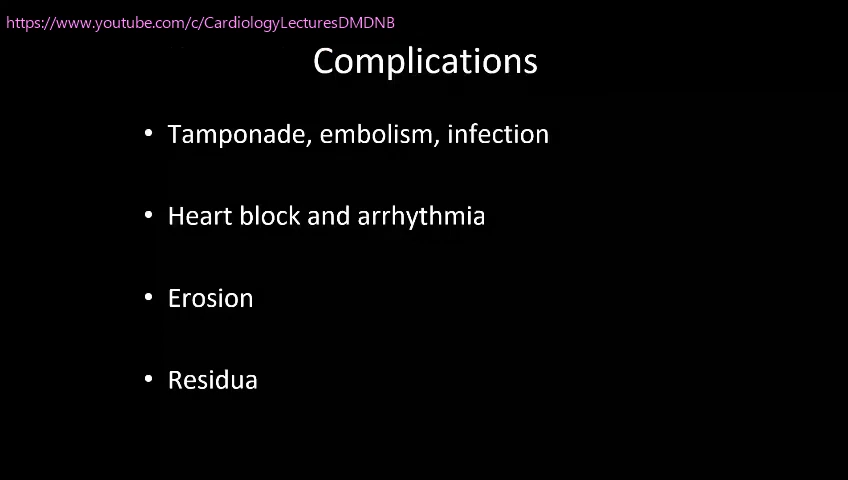 https://www.youtube.com/c/CardiologyLecturesDMDNB
Complications
• Tamponade, embolism, infection
• Heart block and arrhythmia
• Erosion
• Residua